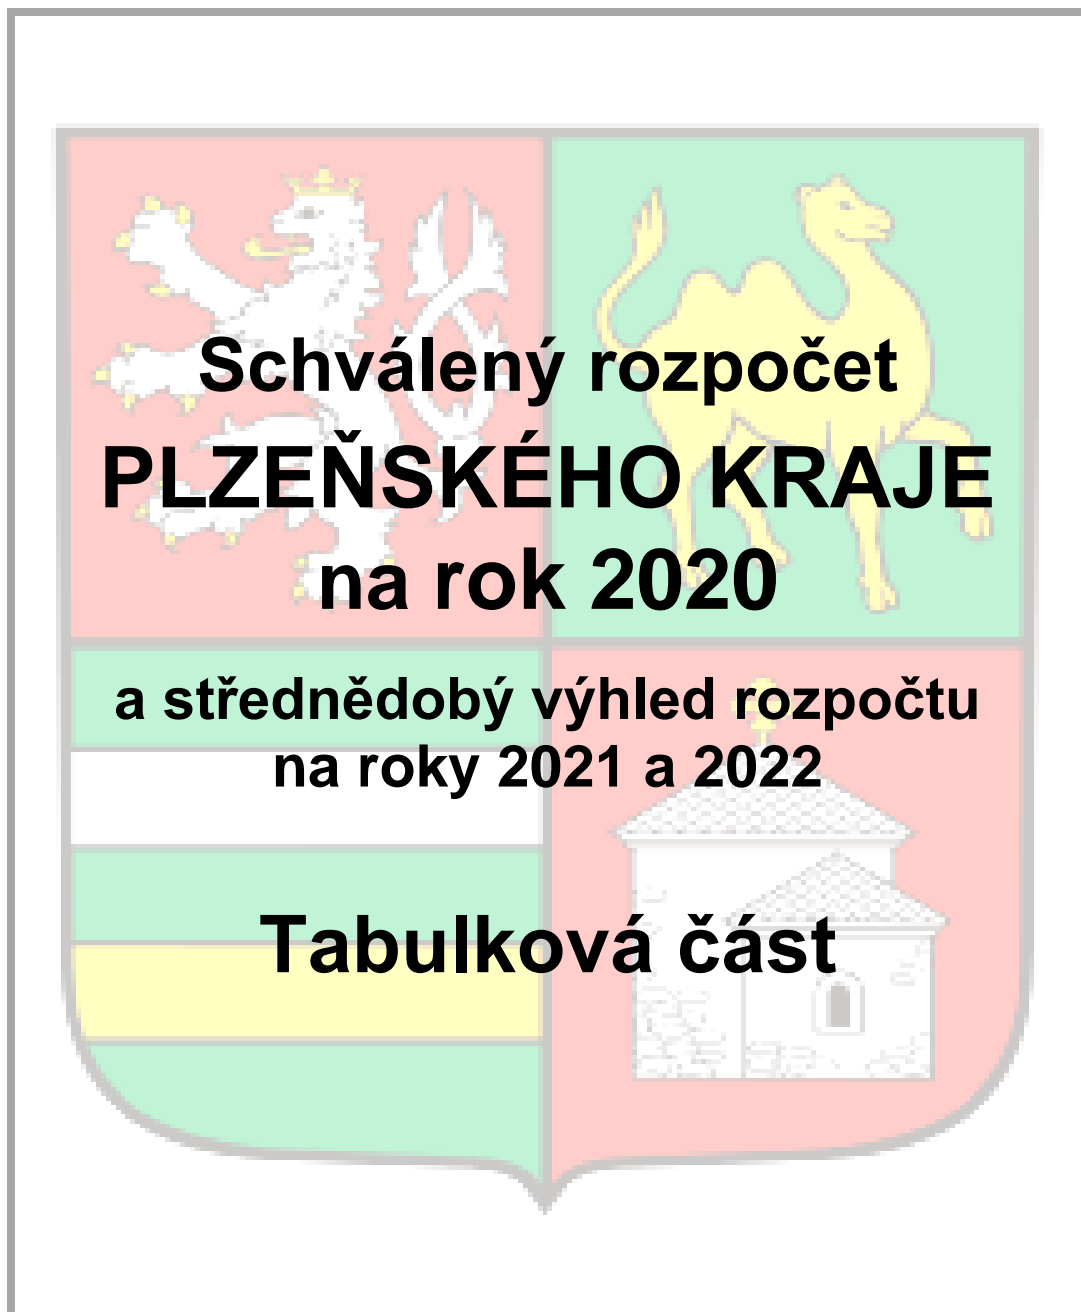 Schválený rozpočet
PLZEŇSKÉHO KRAJE
na rok 2020
a střednědobý výhled rozpočtu
na roky 2021 a 2022
Tabulková část